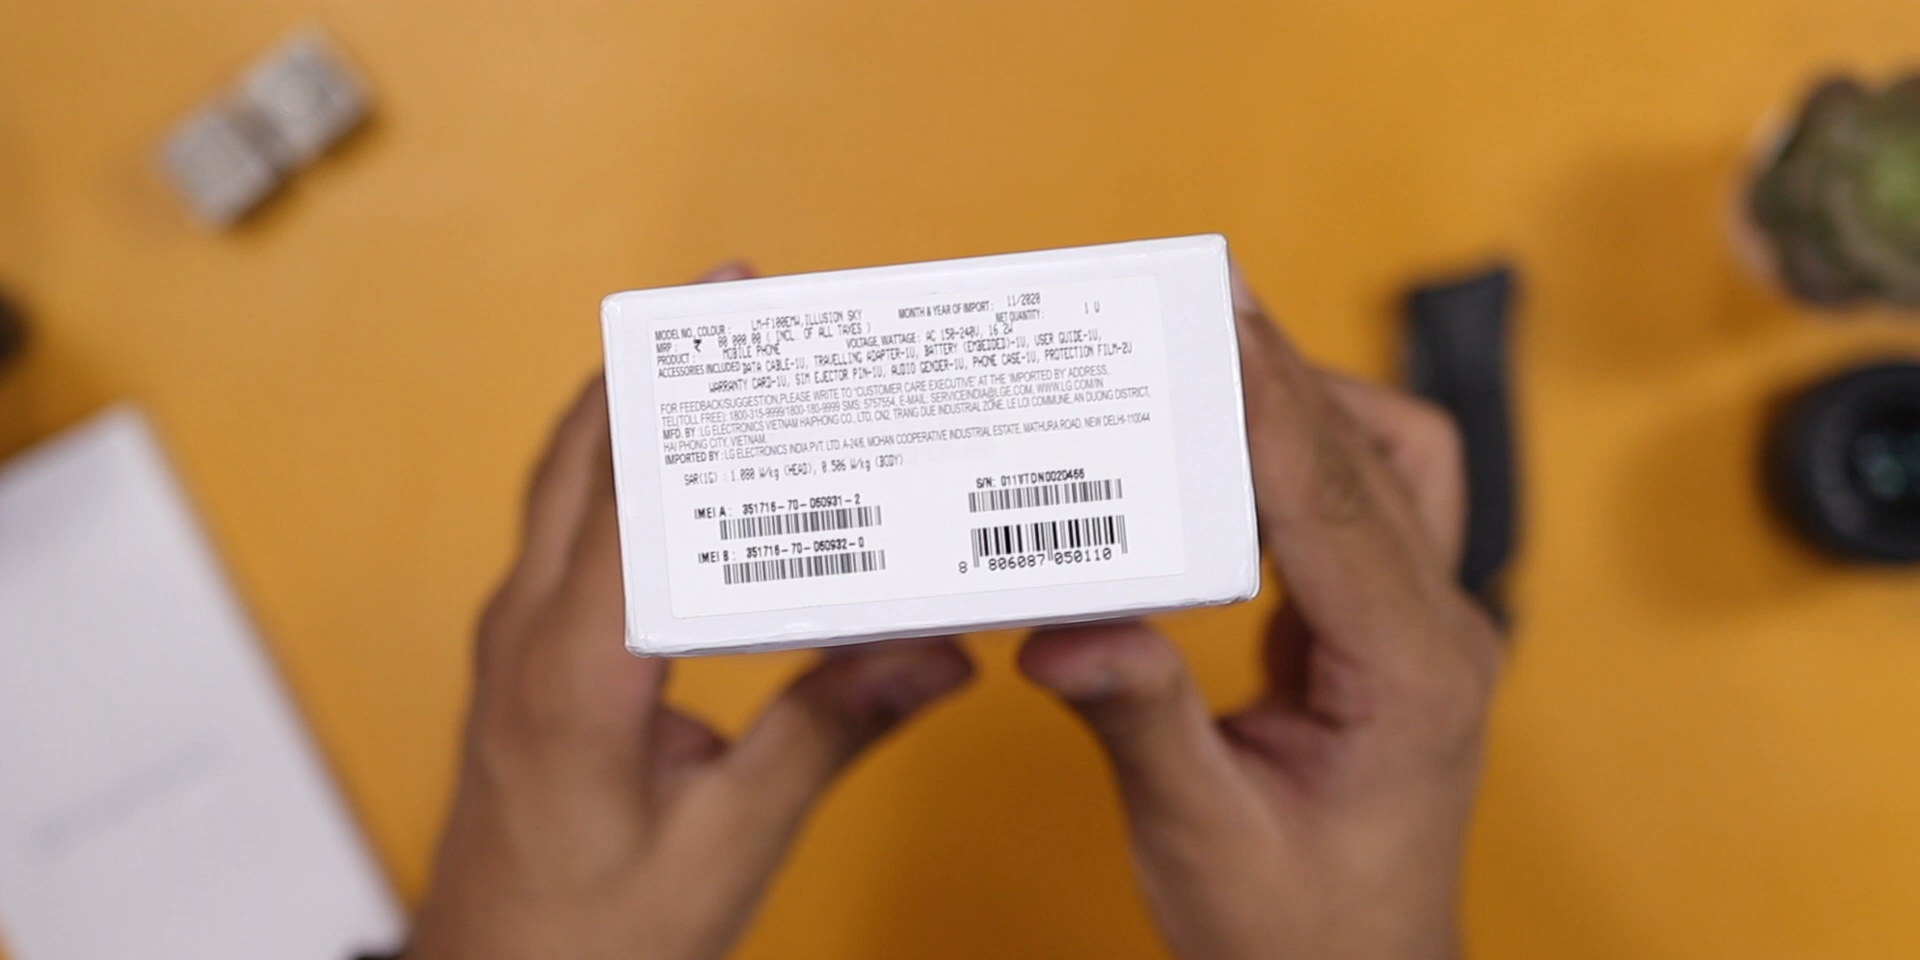 MODEL NO., COLOUR : LM-F100EMW, ILLUSION SKY MONTH & YEAR OF IMPORT : 11/2020
MRP : ₹ 80 000.00 ( INCL. OF ALL TAXES ) NET QUANTITY : 1 U
PRODUCT : MOBILE PHONE VOLTAGE, WATTAGE : AC 150-240V, 16.2W
ACCESSORIES INCLUDED DATA CABLE-1U, TRAVELLING ADAPTER-1U, BATTERY (EMBEDDED)-1U, USER GUIDE-1U,
WARRANTY CARD-1U, SIM EJECTOR PIN-1U, AUDIO GENDER-1U, PHONE CASE-1U, PROTECTION FILM-2U
FOR FEEDBACK/SUGGESTION,PLEASE WRITE TO 'CUSTOMER CARE EXECUTIVE' AT THE 'IMPORTED BY' ADDRESS,
TEL(TOLL FREE): 1800-315-9999/1800-180-9999 SMS: 5757554, E-MAIL: SERVICEINDIA@LGE.COM, WWW.LG.COM/IN
MFD. BY : LG ELECTRONICS VIETNAM HAIPHONG CO., LTD, CN2, TRANG DUE INDUSTRIAL ZONE, LE LOI COMMUNE, AN DUONG DISTRICT,
HAI PHONG CITY, VIETNAM.
IMPORTED BY : LG ELECTRONICS INDIA PVT. LTD. A-24/6, MOHAN COOPERATIVE INDUSTRIAL ESTATE, MATHURA ROAD, NEW DELHI-110044
SAR(1G) : 1.080 W/kg (HEAD), 0.506 W/kg (BODY)
IMEI A : 351716-70-060931-2
IMEI B : 351716-70-060932-0
S/N: 011VTDN0020466
8 806087 050110